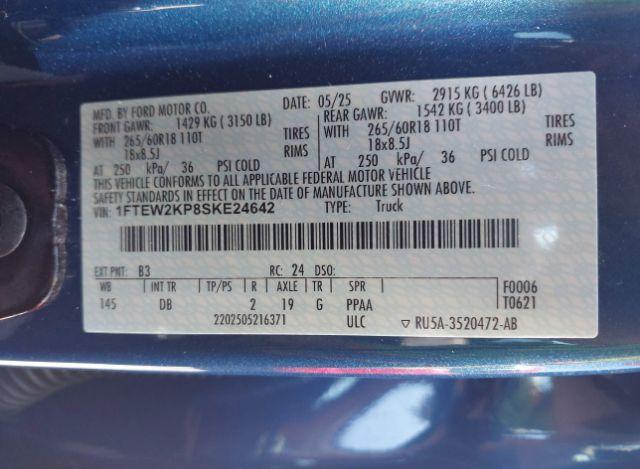 MFD. BY FORD MOTOR CO. DATE: 05/25 GVWR: 2915 KG ( 6426 LB)
FRONT GAWR: 1429 KG ( 3150 LB) REAR GAWR: 1542 KG ( 3400 LB)
WITH 265/60R18 110T TIRES WITH 265/60R18 110T TIRES
18x8.5J RIMS 18x8.5J RIMS
AT 250 kPa/ 36 PSI COLD AT 250 kPa/ 36 PSI COLD
THIS VEHICLE CONFORMS TO ALL APPLICABLE FEDERAL MOTOR VEHICLE
SAFETY STANDARDS IN EFFECT ON THE DATE OF MANUFACTURE SHOWN ABOVE.
VIN: 1FTEW2KP8SKE24642 TYPE: Truck
EXT PNT: B3 RC: 24 DSO:
WB INT TR TP/PS R AXLE TR SPR F0006
145 DB 2 19 G PPAA T0621
2202505216371 ULC ▽ RU5A-3520472-AB